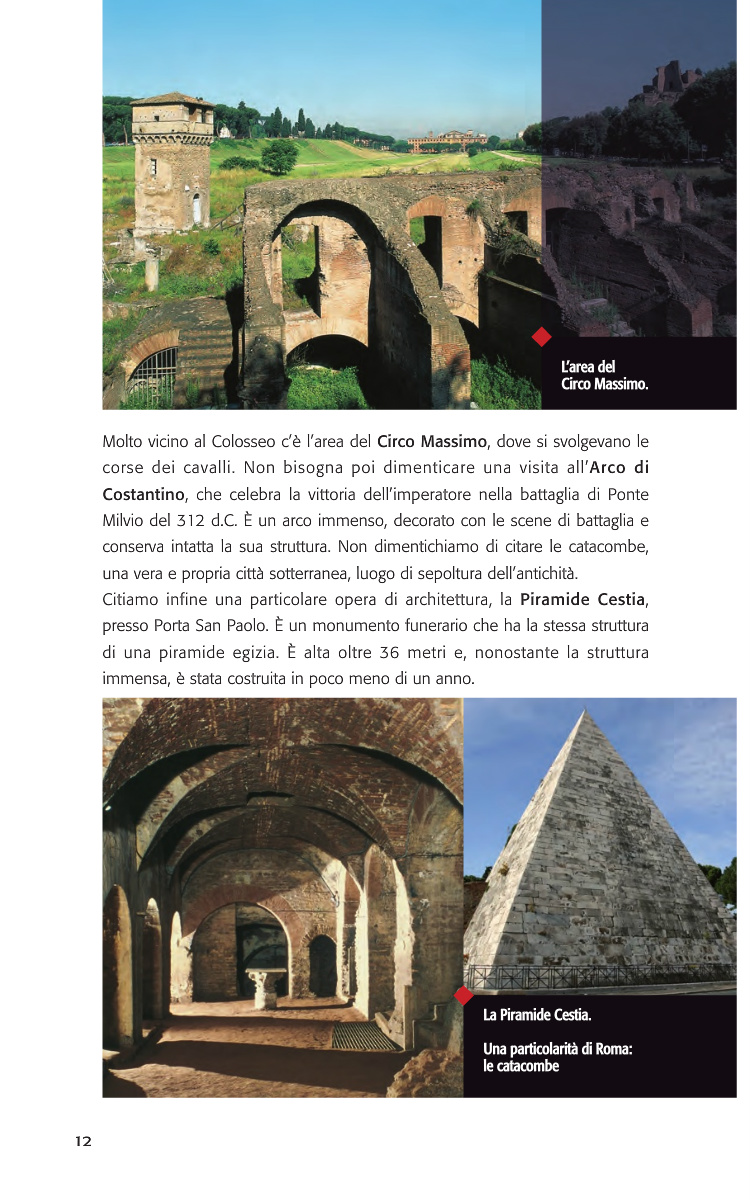 L'area del
Circo Massimo.
Molto vicino al Colosseo c'è l'area del Circo Massimo, dove si svolgevano le
corse dei cavalli. Non bisogna poi dimenticare una visita all'Arco di
Costantino, che celebra la vittoria dell'imperatore nella battaglia di Ponte
Milvio del 312 d.C. È un arco immenso, decorato con le scene di battaglia e
conserva intatta la sua struttura. Non dimentichiamo di citare le catacombe,
una vera e propria città sotterranea, luogo di sepoltura dell'antichità.
Citiamo infine una particolare opera di architettura, la Piramide Cestia,
presso Porta San Paolo. È un monumento funerario che ha la stessa struttura
di una piramide egizia. È alta oltre 36 metri e, nonostante la struttura
immensa, è stata costruita in poco meno di un anno.
La Piramide Cestia.
Una particolarità di Roma:
le catacombe
12